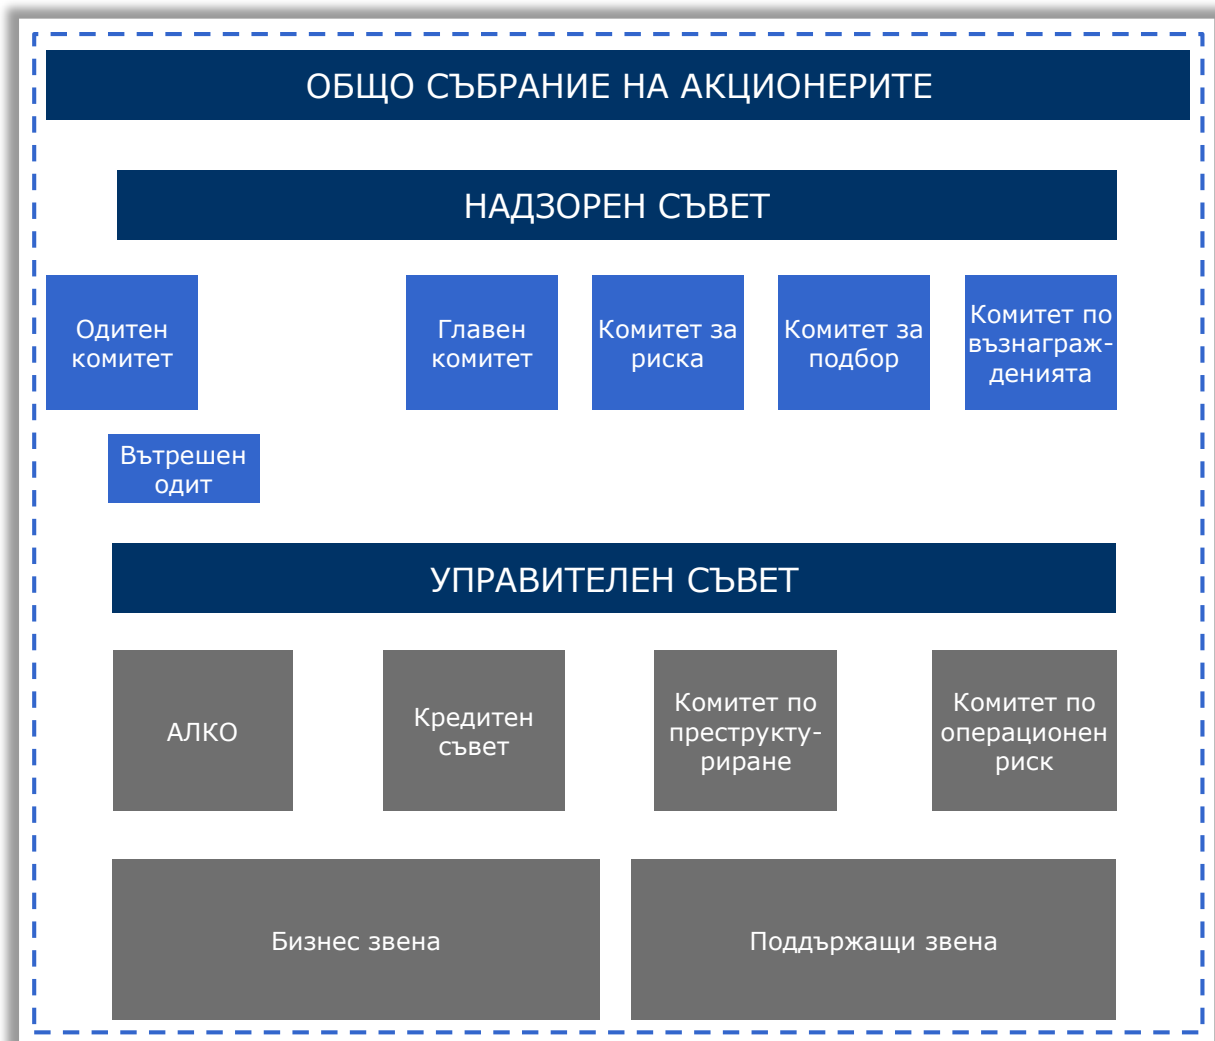 ОБЩО СЪБРАНИЕ НА АКЦИОНЕРИТЕ
НАДЗОРЕН СЪВЕТ
Одитен
комитет
Главен
комитет
Комитет за
риска
Комитет за
подбор
Комитет по
възнаграж-
денията
Вътрешен
одит
УПРАВИТЕЛЕН СЪВЕТ
АЛКО
Кредитен
съвет
Комитет по
преструкту-
риране
Комитет по
операционен
риск
Бизнес звена
Поддържащи звена